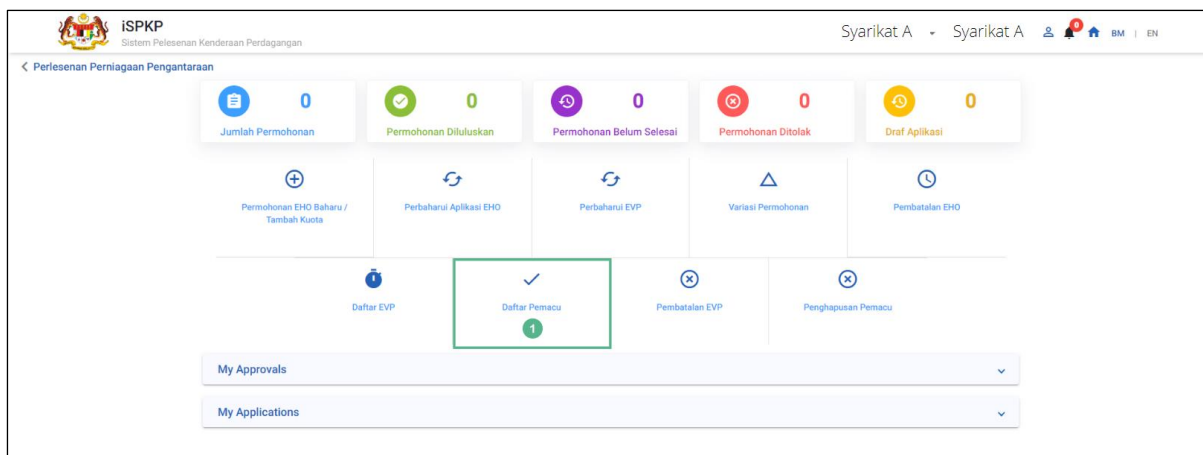 iSPKP
Sistem Pelesenan Kenderaan Perdagangan
Syarikat A Syarikat A 0 BM | EN
Perlesenan Perniagaan Pengantaraan
0 0 0 0 0
Jumlah Permohonan Permohonan Diluluskan Permohonan Belum Selesai Permohonan Ditolak Draf Aplikasi
Permohonan EHO Baharu / Perbaharui Aplikasi EHO Perbaharui EVP Variasi Permohonan Pembatalan EHO
Tambah Kuota
Daftar EVP Daftar Pemacu Pembatalan EVP Penghapusan Pemacu
1
My Approvals
My Applications